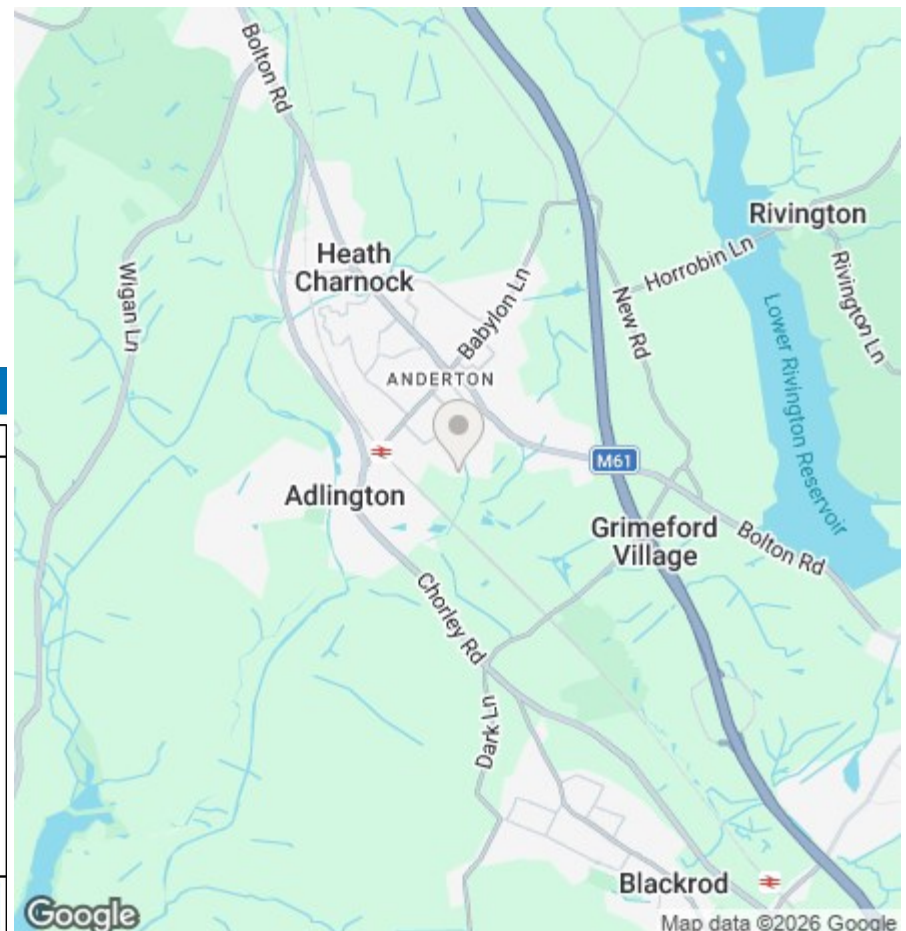 Bolton Rd
Rivington
Heath
Charnock
Horrobin Ln
Wigan Ln
Babylon Ln
New Rd
Rivington Ln
Lower Rivington Reservoir
ANDERTON
M61
Adlington
Grimeford
Village
Bolton Rd
Chorley Rd
Dark Ln
Blackrod
Google
Map data ©2026 Google